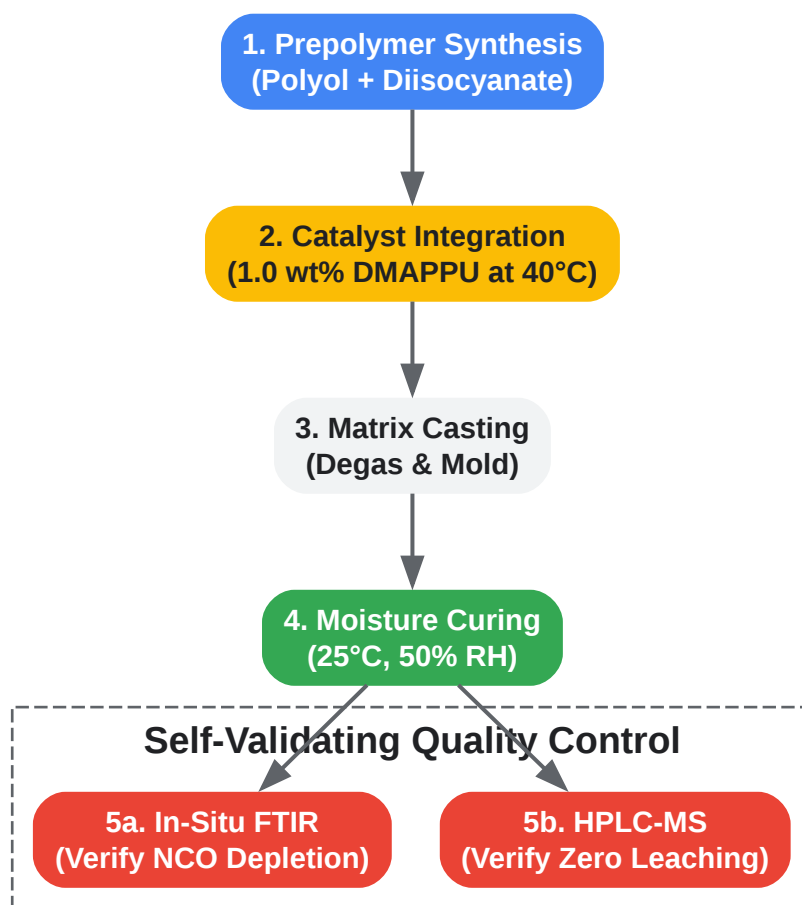 1. Prepolymer Synthesis
(Polyol + Diisocyanate)
2. Catalyst Integration
(1.0 wt% DMAPPU at 40°C)
3. Matrix Casting
(Degas & Mold)
4. Moisture Curing
(25°C, 50% RH)
Self-Validating Quality Control
5a. In-Situ FTIR
(Verify NCO Depletion)
5b. HPLC-MS
(Verify Zero Leaching)